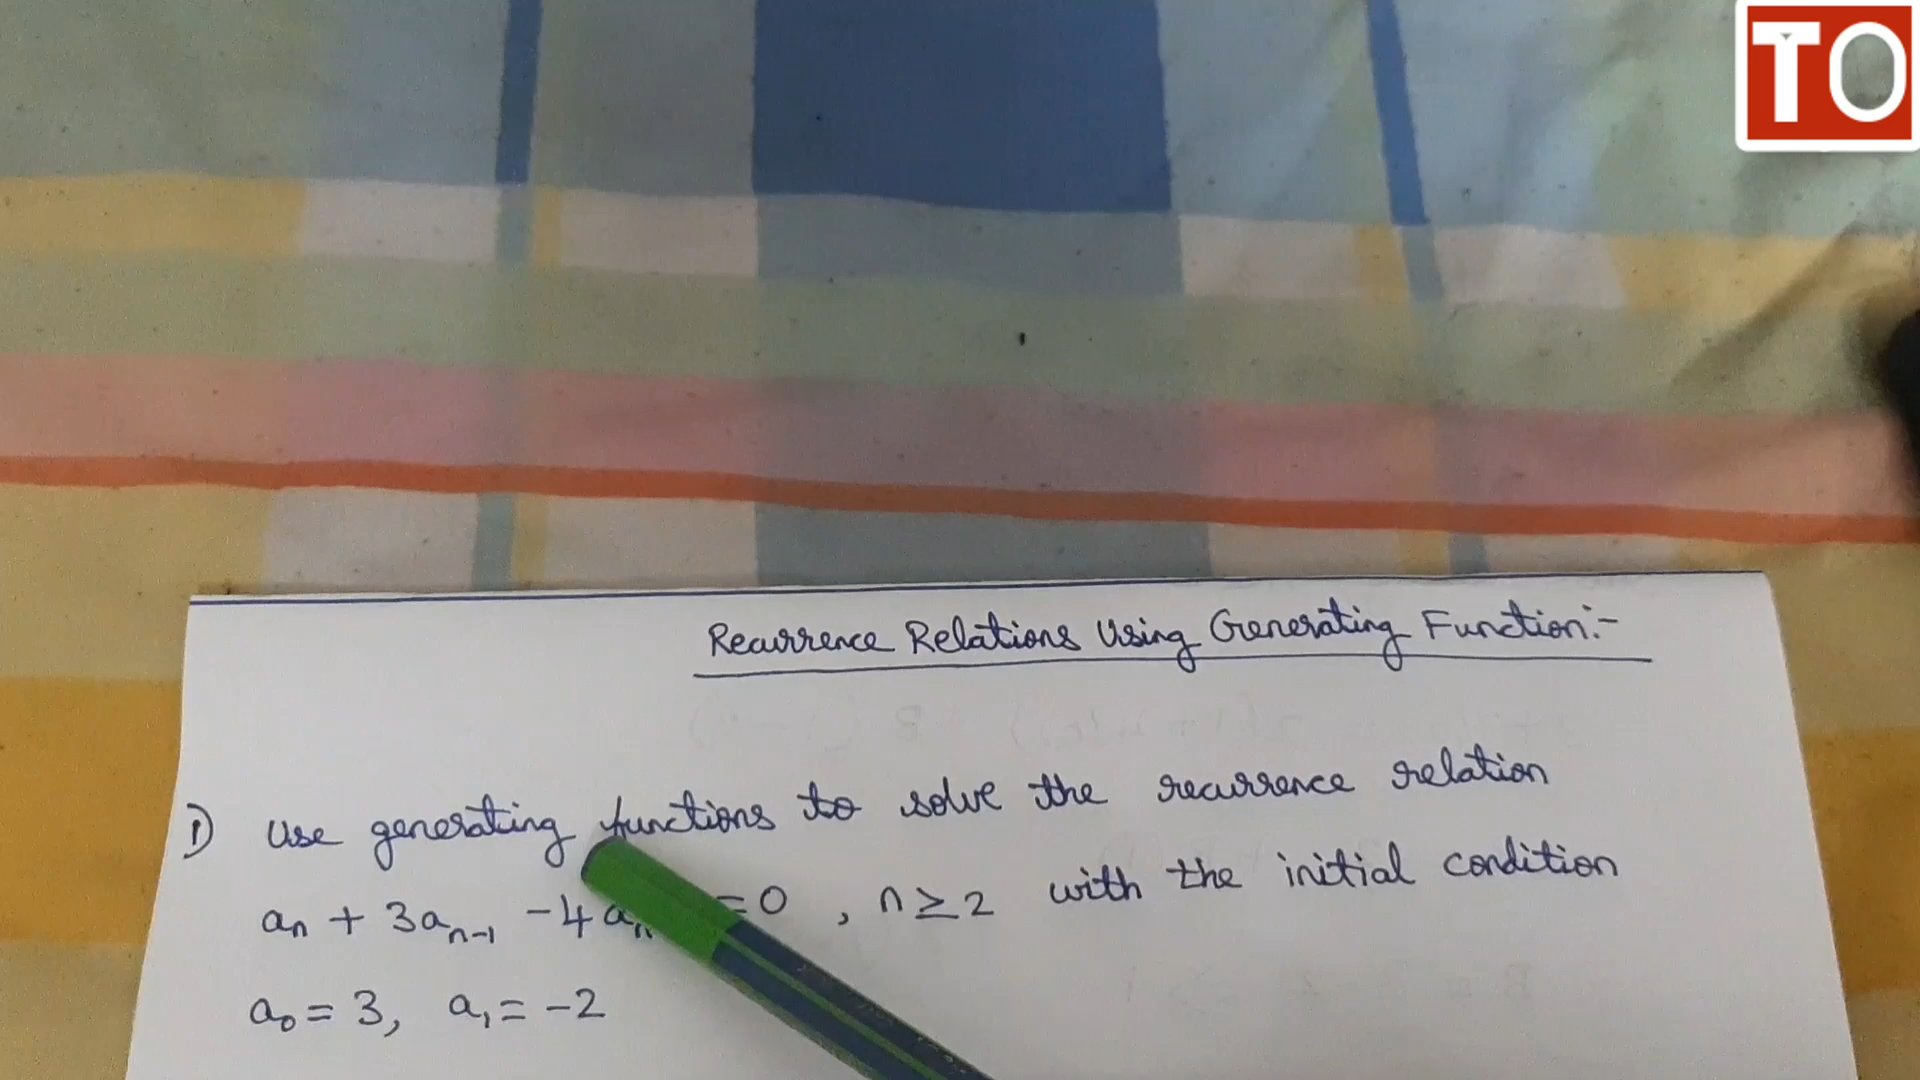 TO
Recurrence Relations Using Generating Function:-
1) Use generating functions to solve the recurrence relation
aₙ + 3aₙ₋₁ -4aₙ =0 , n ≥ 2 with the initial condition
a₀ = 3, a₁ = -2